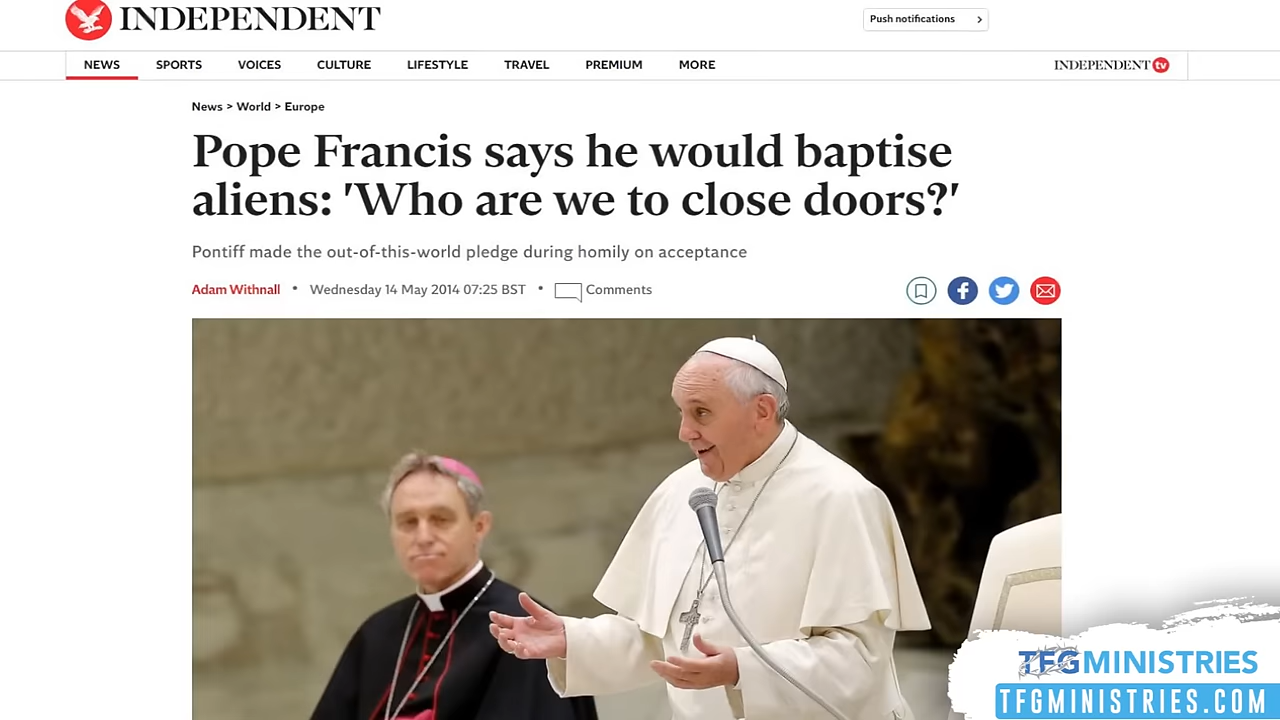 INDEPENDENT
Push notifications
NEWS SPORTS VOICES CULTURE LIFESTYLE TRAVEL PREMIUM MORE INDEPENDENT tv
News > World > Europe
Pope Francis says he would baptise
aliens: 'Who are we to close doors?'
Pontiff made the out-of-this-world pledge during homily on acceptance
Adam Withnall • Wednesday 14 May 2014 07:25 BST • Comments
TFGMINISTRIES
TFGMINISTRIES.COM